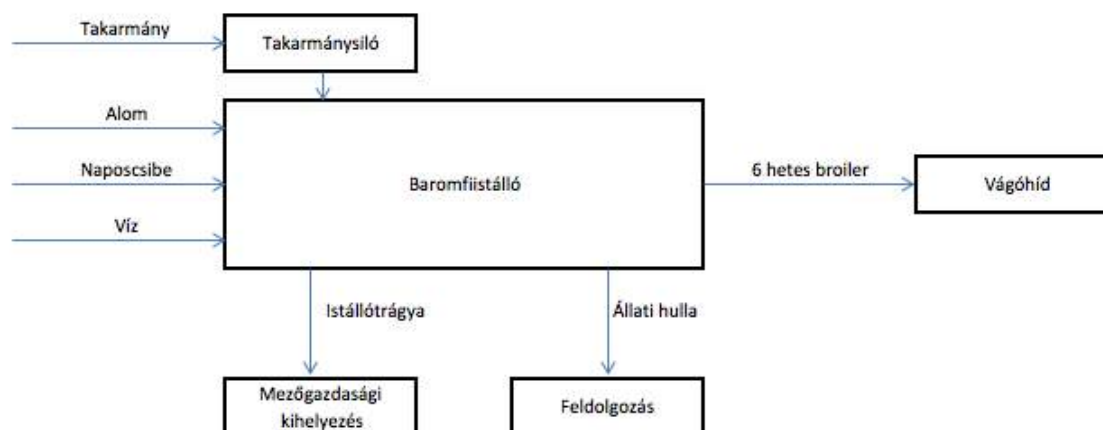 Takarmány
Takarmánysiló
Alom
Naposcsibe
Baromfiistálló
6 hetes broiler
Vágóhíd
Víz
Istállótrágya
Állati hulla
Mezőgazdasági
kihelyezés
Feldolgozás